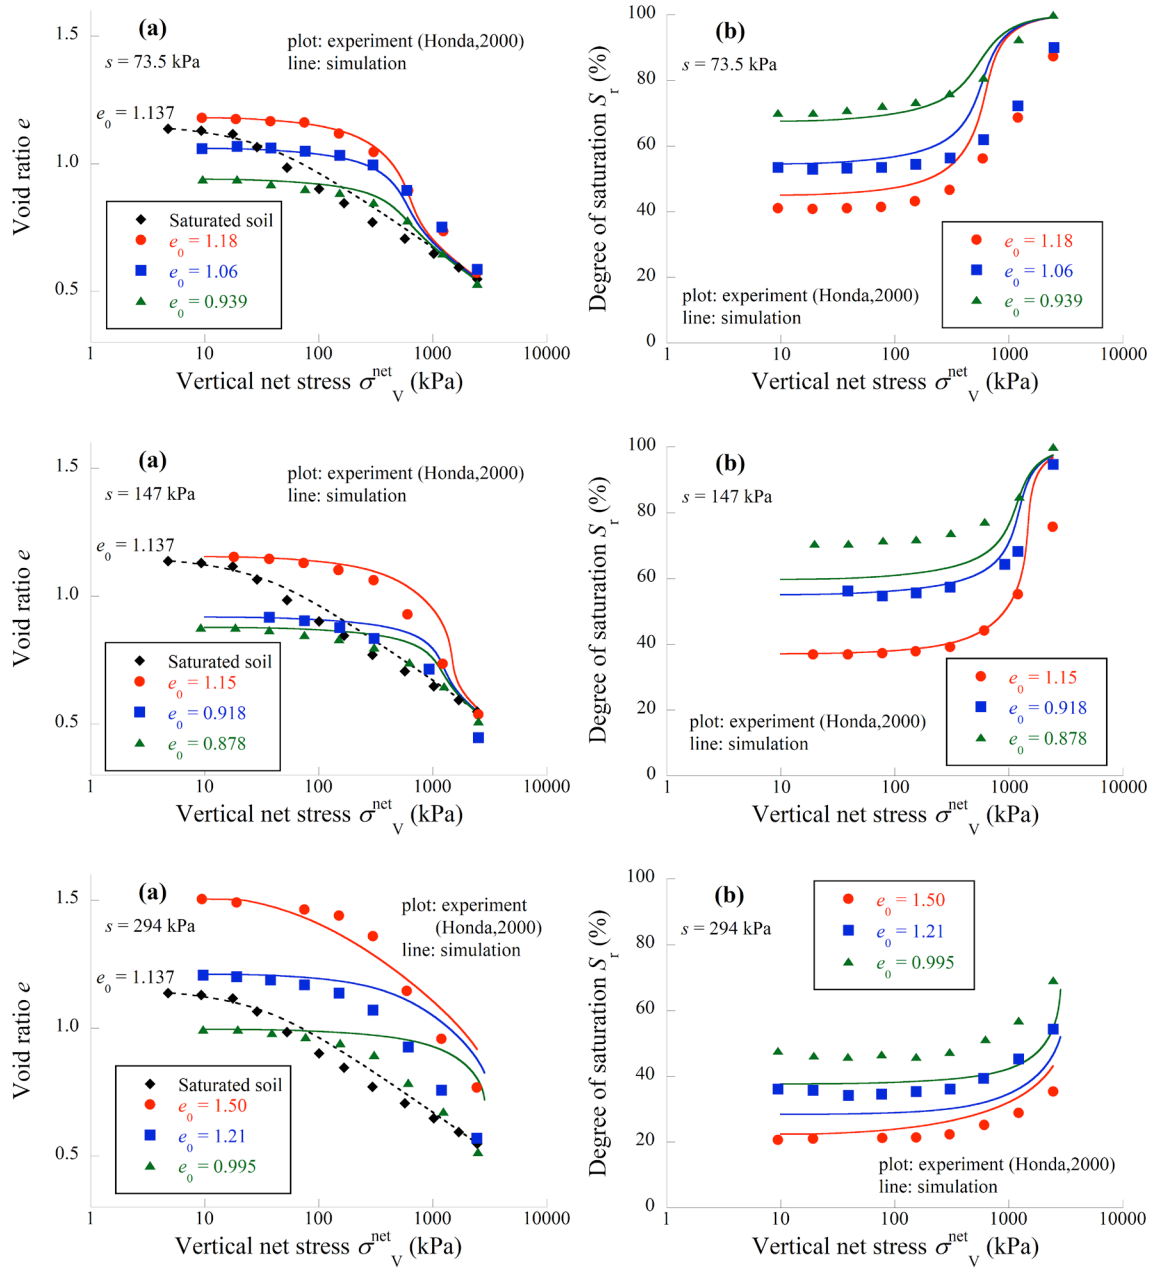 (a)
s = 73.5 kPa
plot: experiment (Honda,2000)
line: simulation
e0 = 1.137
Void ratio e
1.5
1.0
0.5
Saturated soil
e0 = 1.18
e0 = 1.06
e0 = 0.939
1 10 100 1000 10000
Vertical net stress σ^net_V (kPa)
(b)
s = 73.5 kPa
Degree of saturation Sr (%)
100
80
60
40
20
0
e0 = 1.18
e0 = 1.06
e0 = 0.939
plot: experiment (Honda,2000)
line: simulation
1 10 100 1000 10000
Vertical net stress σ^net_V (kPa)
(a)
s = 147 kPa
plot: experiment (Honda,2000)
line: simulation
e0 = 1.137
Void ratio e
1.5
1.0
0.5
Saturated soil
e0 = 1.15
e0 = 0.918
e0 = 0.878
1 10 100 1000 10000
Vertical net stress σ^net_V (kPa)
(b)
s = 147 kPa
Degree of saturation Sr (%)
100
80
60
40
20
0
e0 = 1.15
e0 = 0.918
e0 = 0.878
plot: experiment (Honda,2000)
line: simulation
1 10 100 1000 10000
Vertical net stress σ^net_V (kPa)
(a)
s = 294 kPa
plot: experiment
(Honda,2000)
line: simulation
e0 = 1.137
Void ratio e
1.5
1.0
0.5
Saturated soil
e0 = 1.50
e0 = 1.21
e0 = 0.995
1 10 100 1000 10000
Vertical net stress σ^net_V (kPa)
(b)
s = 294 kPa
Degree of saturation Sr (%)
100
80
60
40
20
0
e0 = 1.50
e0 = 1.21
e0 = 0.995
plot: experiment (Honda,2000)
line: simulation
1 10 100 1000 10000
Vertical net stress σ^net_V (kPa)